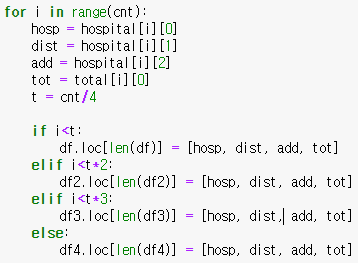 for i in range(cnt):
    hosp = hospital[i][0]
    dist = hospital[i][1]
    add = hospital[i][2]
    tot = total[i][0]
    t = cnt/4

    if i<t:
        df.loc[len(df)] = [hosp, dist, add, tot]
    elif i<t*2:
        df2.loc[len(df2)] = [hosp, dist, add, tot]
    elif i<t*3:
        df3.loc[len(df3)] = [hosp, dist, add, tot]
    else:
        df4.loc[len(df4)] = [hosp, dist, add, tot]